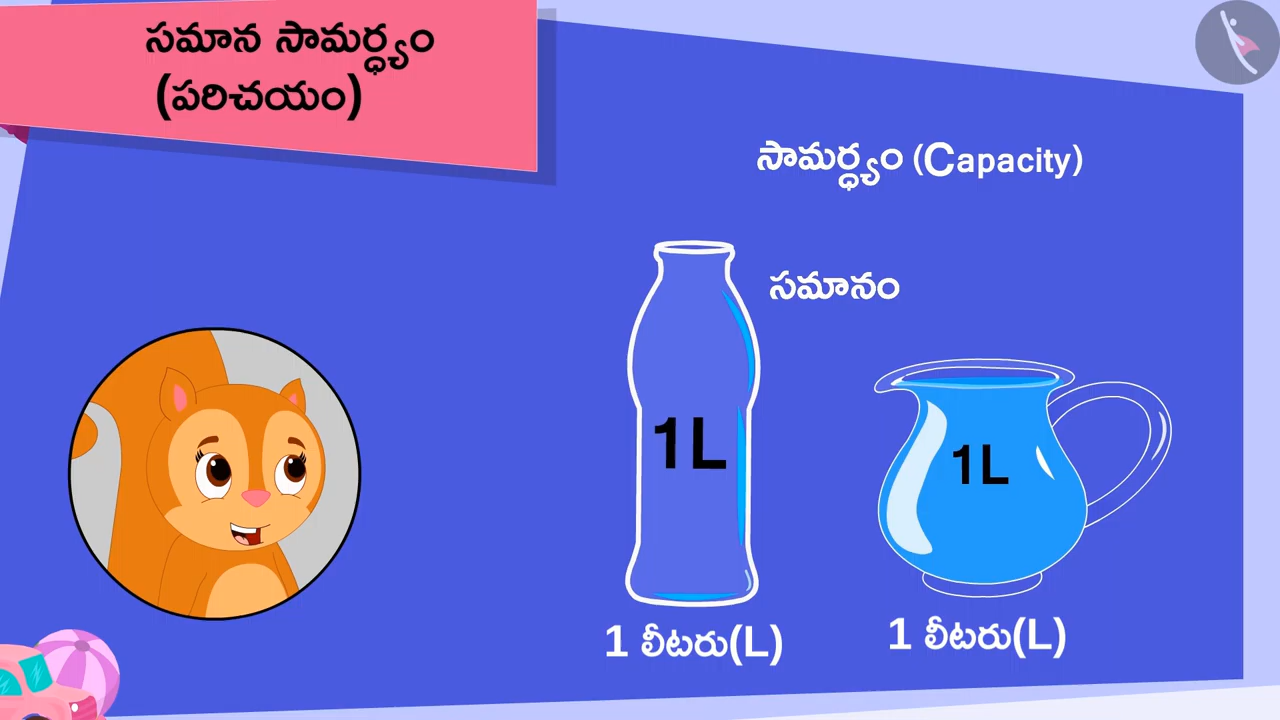 సమాన సామర్ధ్యం
(పరిచయం)
సామర్ధ్యం (Capacity)
సమానం
1L
1L
1 లీటరు(L)
1 లీటరు(L)